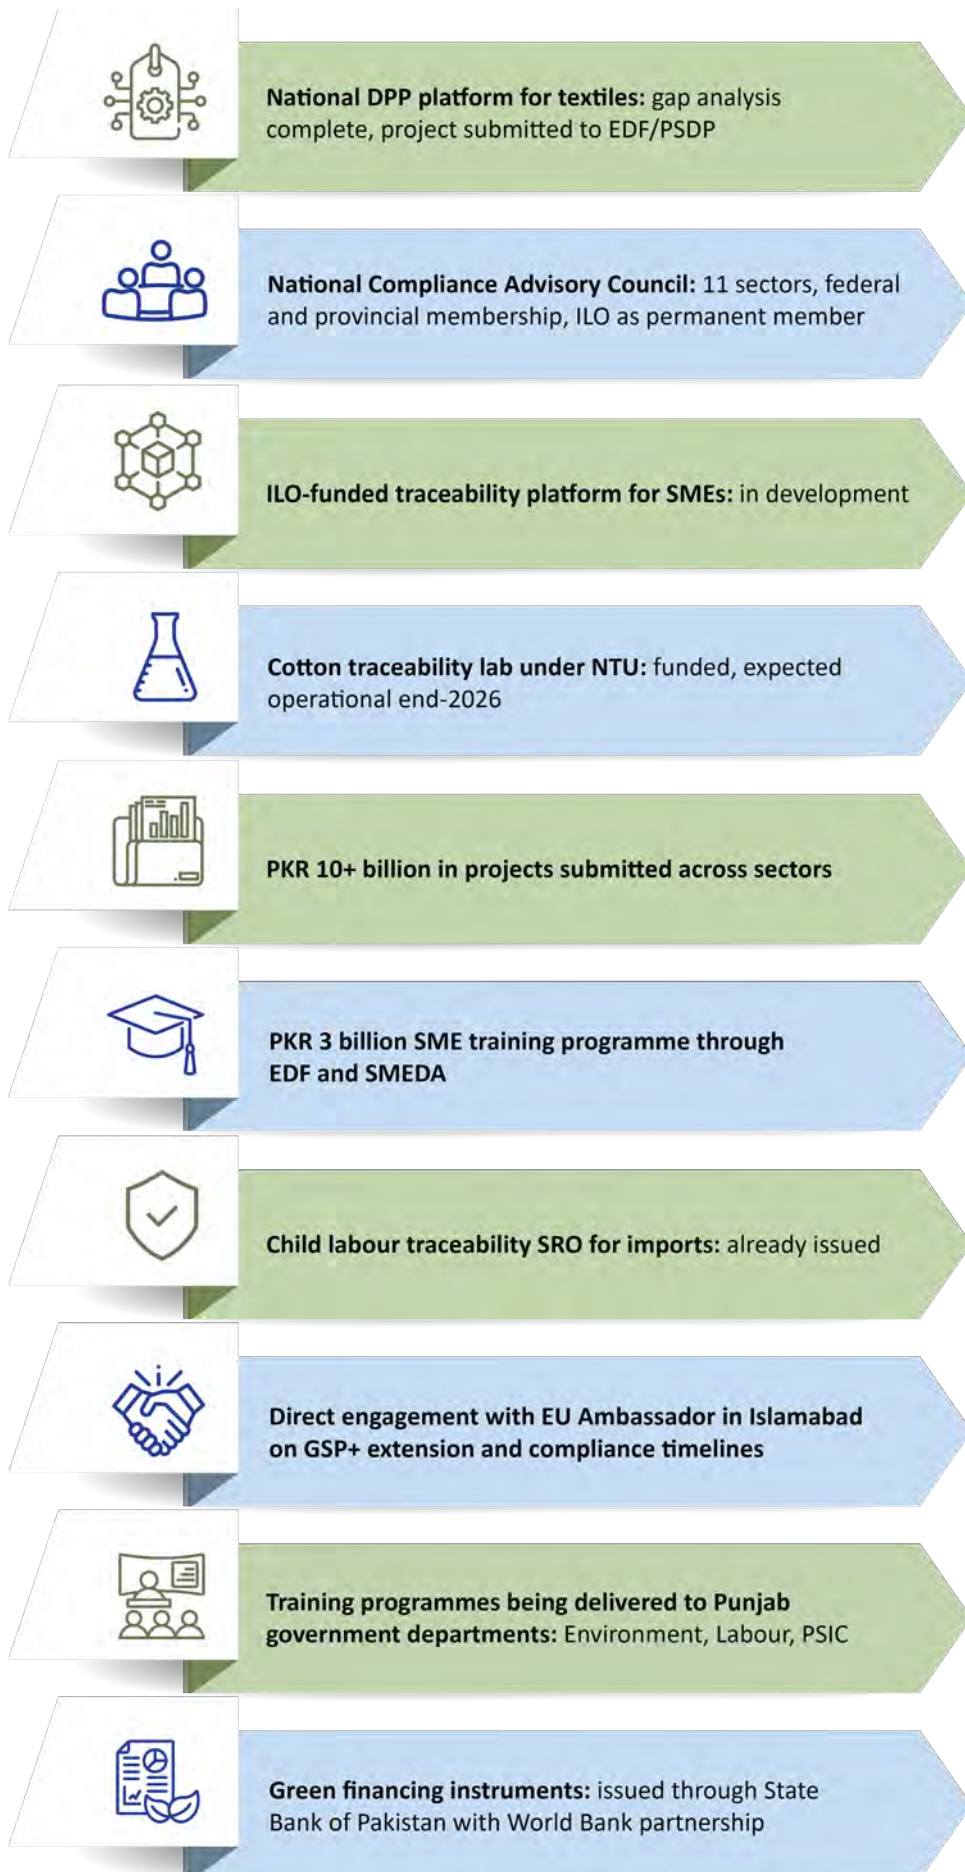 National DPP platform for textiles: gap analysis
complete, project submitted to EDF/PSDP
National Compliance Advisory Council: 11 sectors, federal
and provincial membership, ILO as permanent member
ILO-funded traceability platform for SMEs: in development
Cotton traceability lab under NTU: funded, expected
operational end-2026
PKR 10+ billion in projects submitted across sectors
PKR 3 billion SME training programme through
EDF and SMEDA
Child labour traceability SRO for imports: already issued
Direct engagement with EU Ambassador in Islamabad
on GSP+ extension and compliance timelines
Training programmes being delivered to Punjab
government departments: Environment, Labour, PSIC
Green financing instruments: issued through State
Bank of Pakistan with World Bank partnership